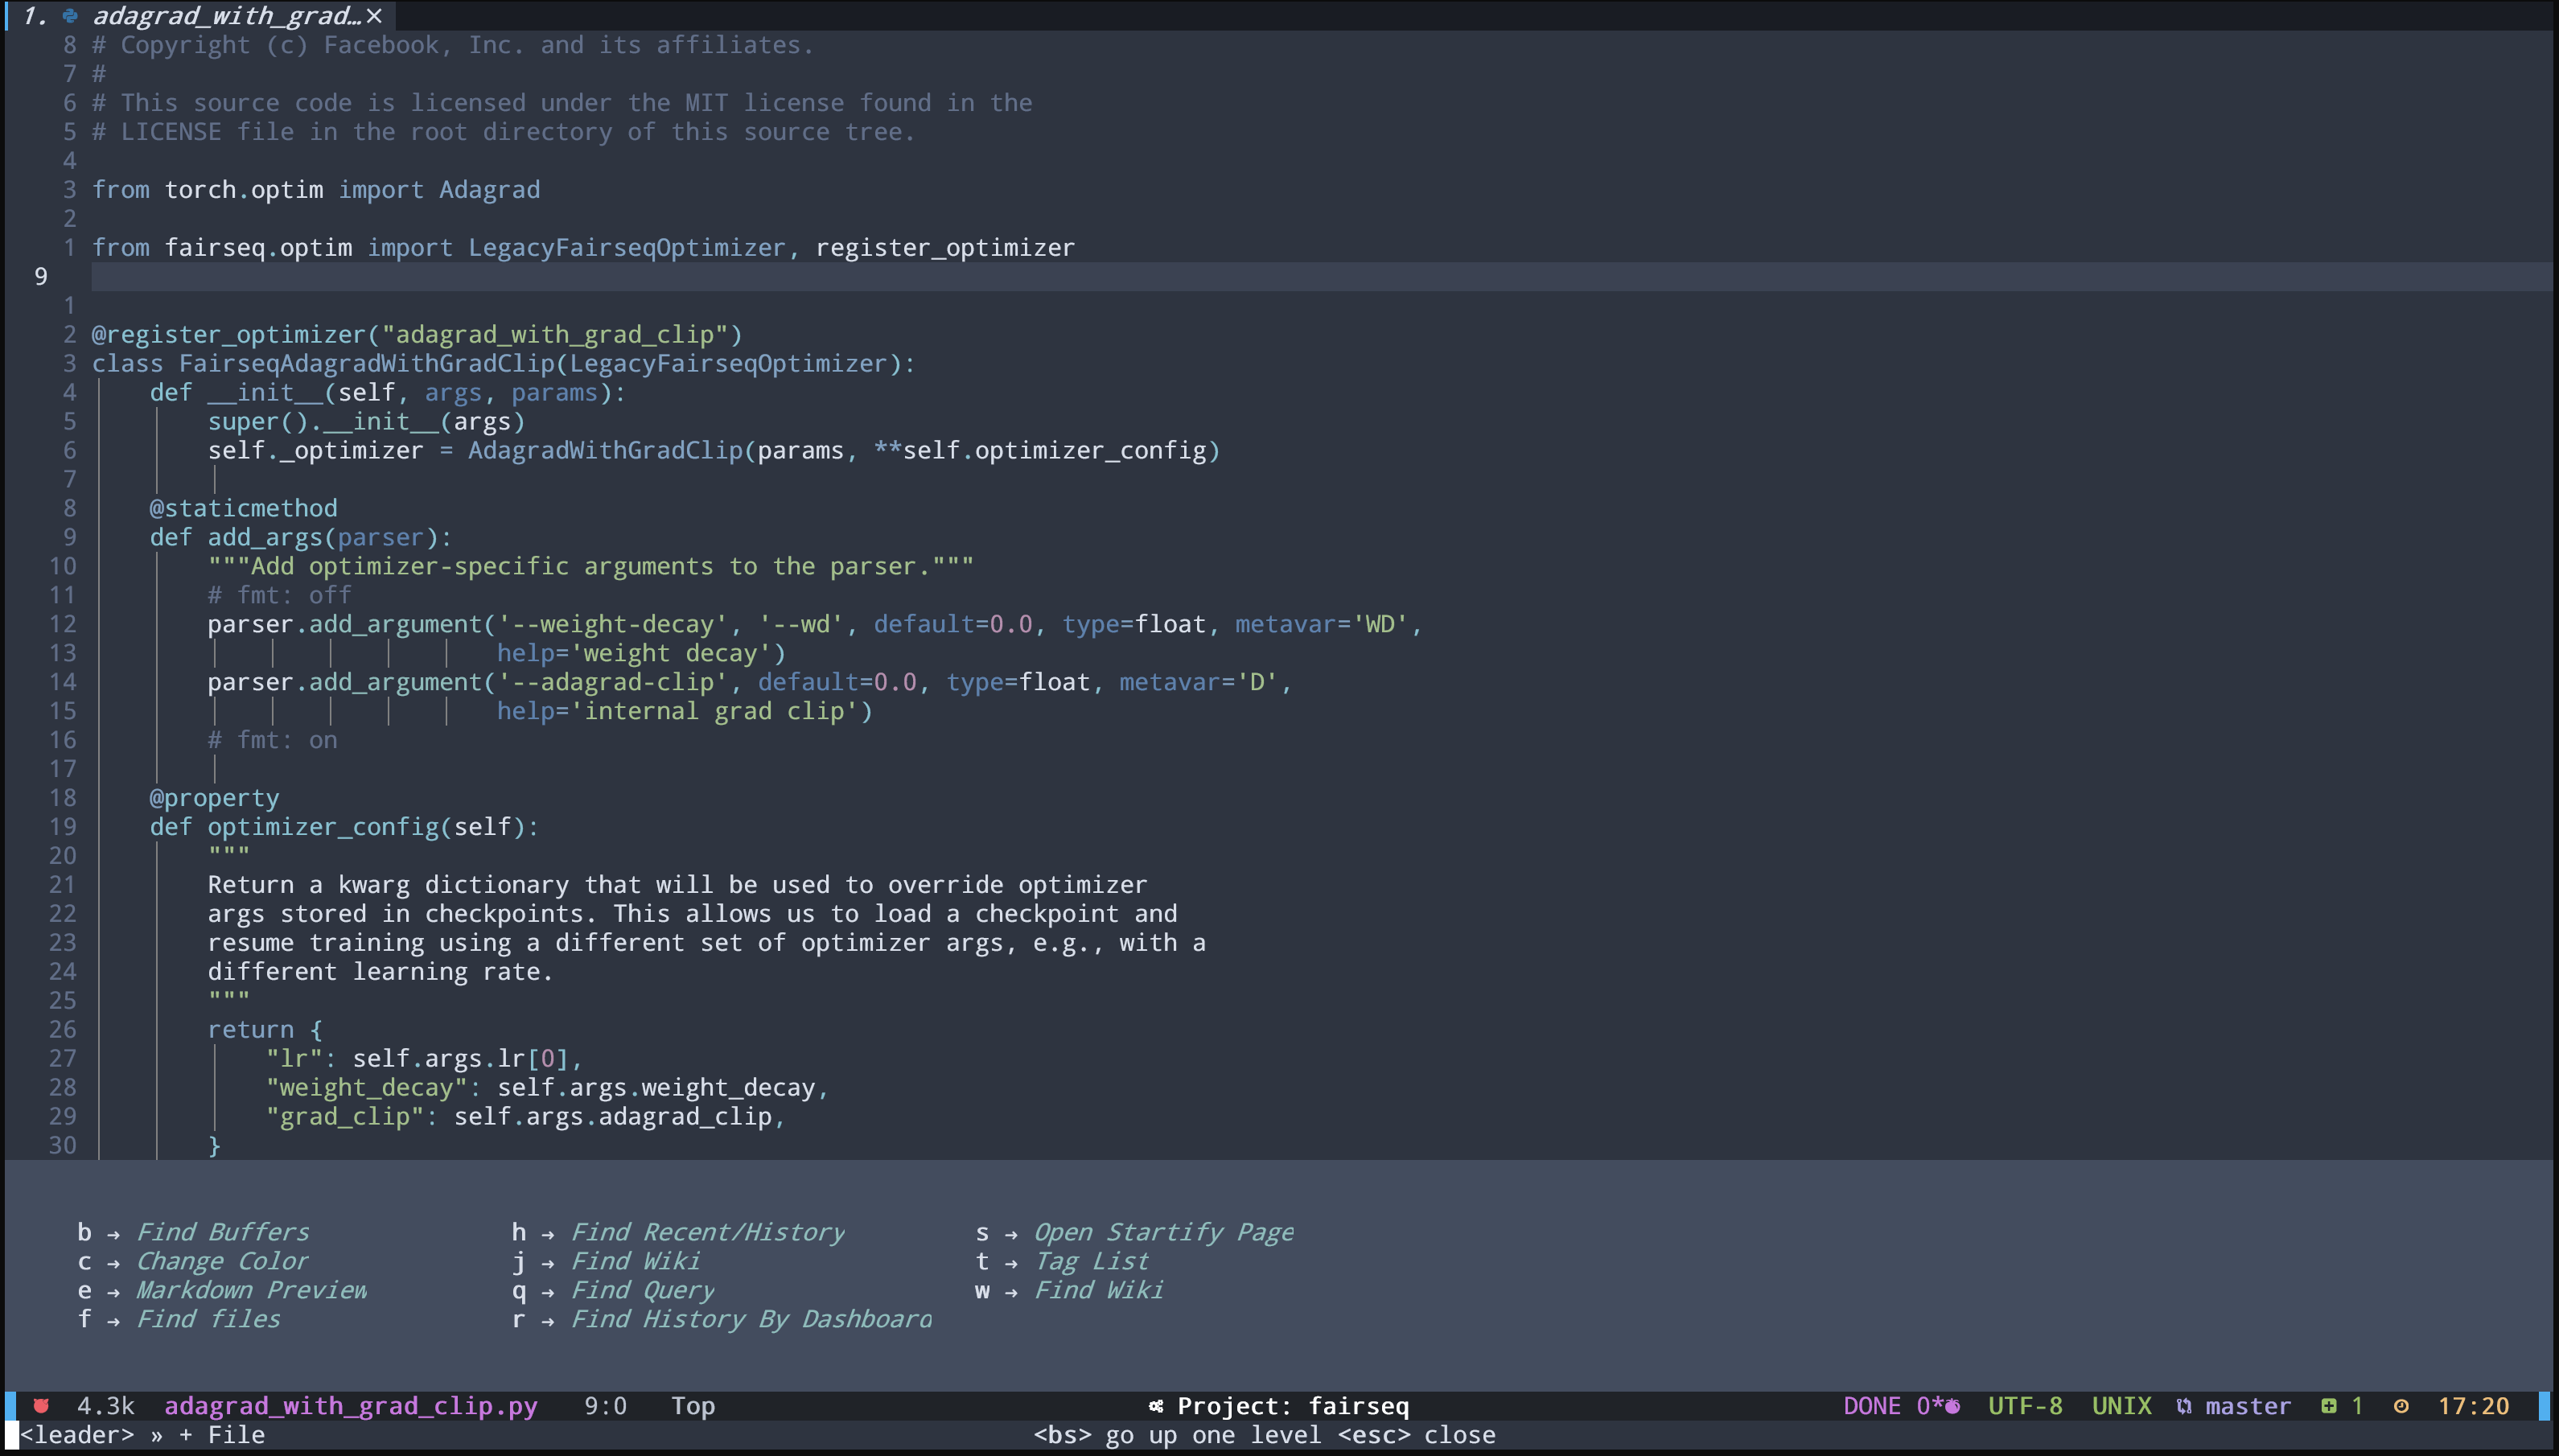 1. adagrad_with_grad…×
8 # Copyright (c) Facebook, Inc. and its affiliates.
7 #
6 # This source code is licensed under the MIT license found in the
5 # LICENSE file in the root directory of this source tree.
4
3 from torch.optim import Adagrad
2
1 from fairseq.optim import LegacyFairseqOptimizer, register_optimizer
9
1
2 @register_optimizer("adagrad_with_grad_clip")
3 class FairseqAdagradWithGradClip(LegacyFairseqOptimizer):
4     def __init__(self, args, params):
5         super().__init__(args)
6         self._optimizer = AdagradWithGradClip(params, **self.optimizer_config)
7
8     @staticmethod
9     def add_args(parser):
10         """Add optimizer-specific arguments to the parser."""
11         # fmt: off
12         parser.add_argument('--weight-decay', '--wd', default=0.0, type=float, metavar='WD',
13                             help='weight decay')
14         parser.add_argument('--adagrad-clip', default=0.0, type=float, metavar='D',
15                             help='internal grad clip')
16         # fmt: on
17
18     @property
19     def optimizer_config(self):
20         """
21         Return a kwarg dictionary that will be used to override optimizer
22         args stored in checkpoints. This allows us to load a checkpoint and
23         resume training using a different set of optimizer args, e.g., with a
24         different learning rate.
25         """
26         return {
27             "lr": self.args.lr[0],
28             "weight_decay": self.args.weight_decay,
29             "grad_clip": self.args.adagrad_clip,
30         }
b → Find Buffers h → Find Recent/History s → Open Startify Page
c → Change Color j → Find Wiki t → Tag List
e → Markdown Preview q → Find Query w → Find Wiki
f → Find files r → Find History By Dashboard
4.3k adagrad_with_grad_clip.py 9:0 Top Project: fairseq DONE 0* UTF-8 UNIX master 1 17:20
<leader> » + File <bs> go up one level <esc> close